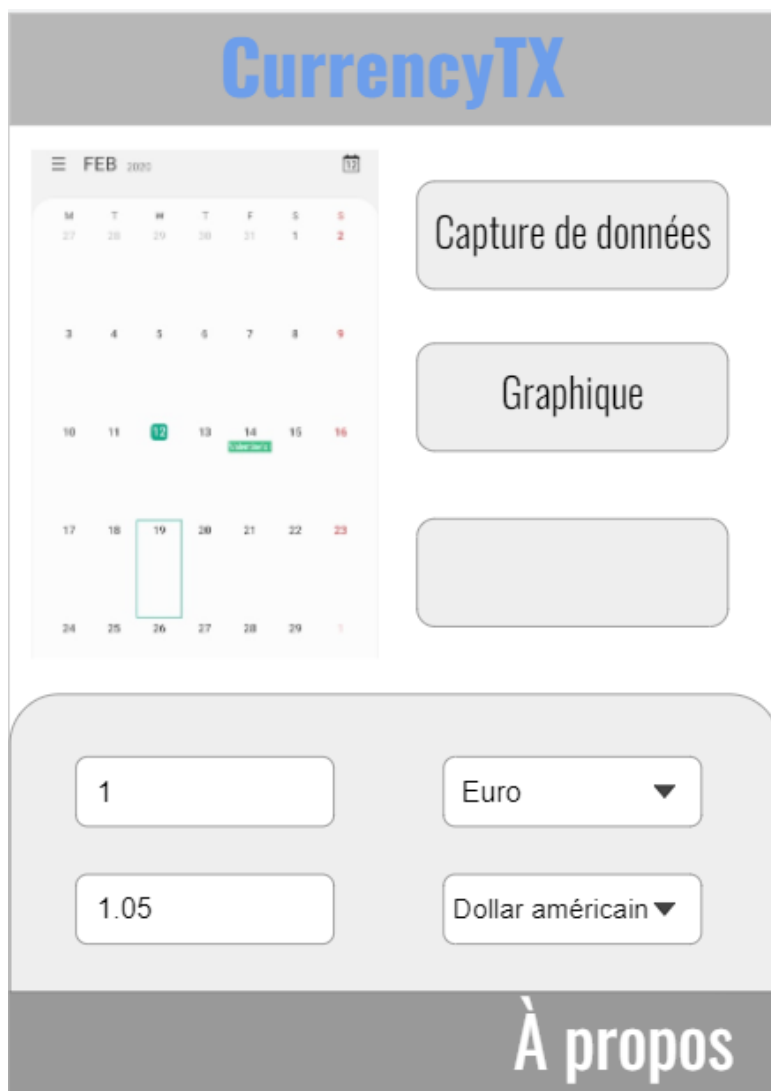 CurrencyTX
FEB 2020
12
M T W T F S S
27 28 29 30 31 1 2
3 4 5 6 7 8 9
10 11 12 13 14 15 16
17 18 19 20 21 22 23
24 25 26 27 28 29 1
Capture de données
Graphique
1
Euro
1.05
Dollar américain
À propos